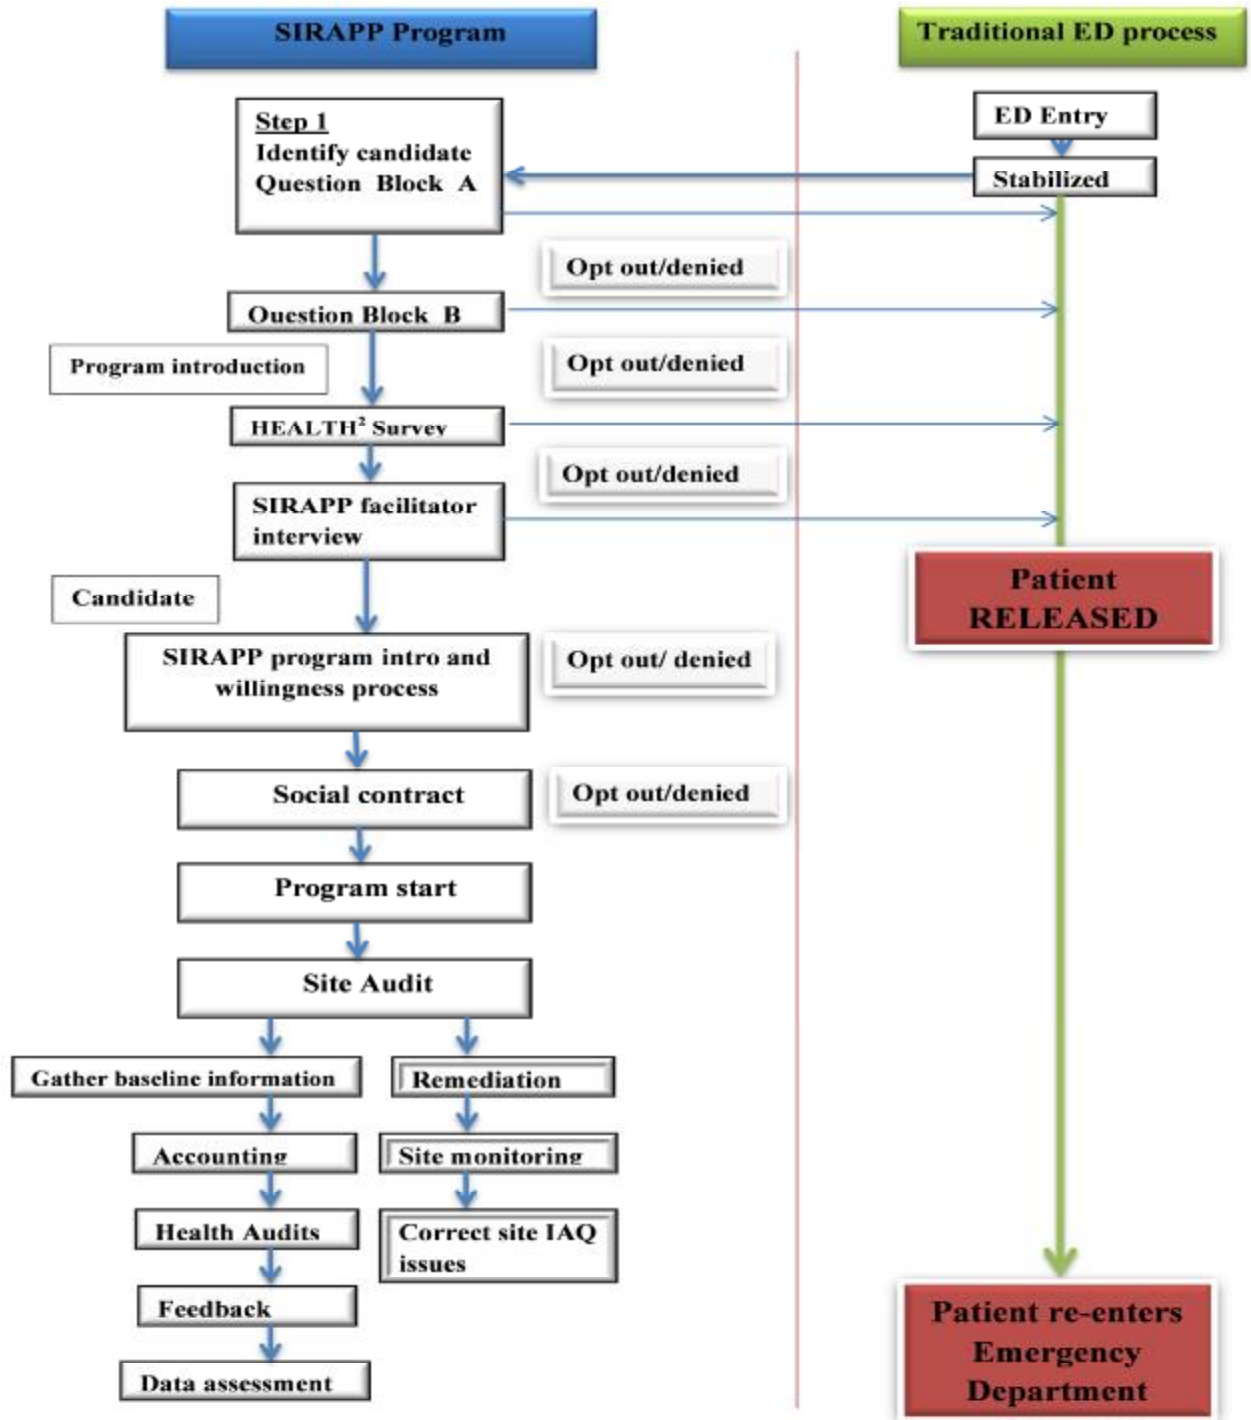 SIRAPP Program
Traditional ED process
Step 1
Identify candidate
Question Block A
ED Entry
Stabilized
Opt out/denied
Question Block B
Program introduction
Opt out/denied
HEALTH² Survey
Opt out/denied
SIRAPP facilitator
interview
Patient
RELEASED
Candidate
SIRAPP program intro and
willingness process
Opt out/ denied
Social contract
Opt out/denied
Program start
Site Audit
Gather baseline information
Remediation
Accounting
Site monitoring
Health Audits
Correct site IAQ
issues
Feedback
Data assessment
Patient re-enters
Emergency
Department